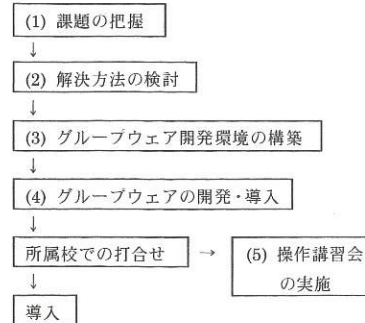 (1) 課題の把握
↓
(2) 解決方法の検討
↓
(3) グループウェア開発環境の構築
↓
(4) グループウェアの開発・導入
↓
所属校での打合せ → (5) 操作講習会
の実施
↓
導入